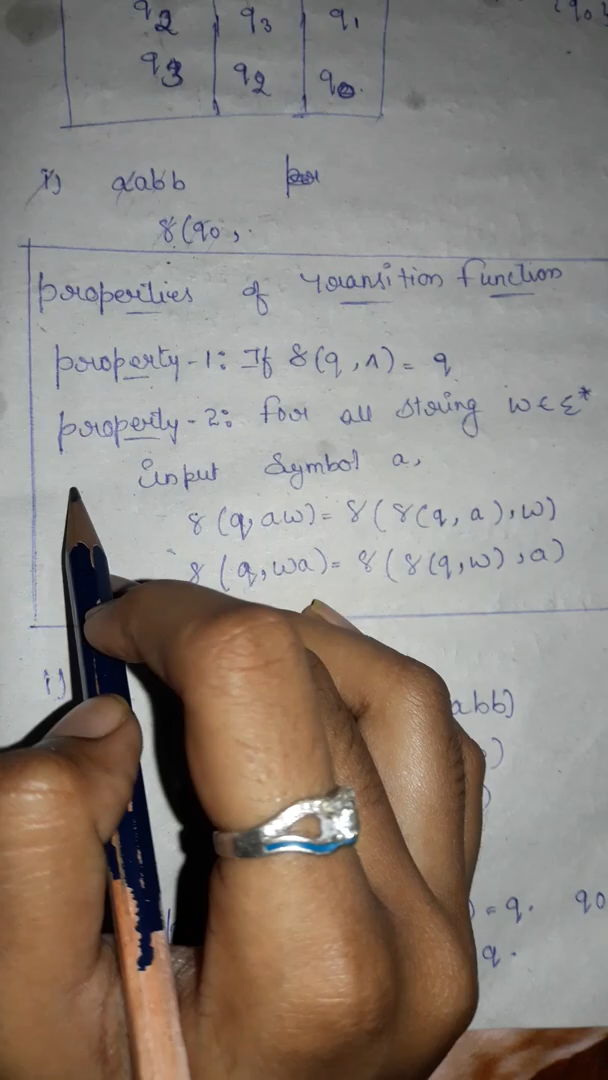 q2 q3 q1
q3 q2 q0
i) aabb
δ(q0,
Properties of Transition function
Property-1: If δ(q, ʌ) = q
Property-2: for all string w ε Σ*
input symbol a,
δ(q, aw) = δ(δ(q, a), w)
δ(q, wa) = δ(δ(q, w), a)
i) abb)
)
)
) = q. q0
q.